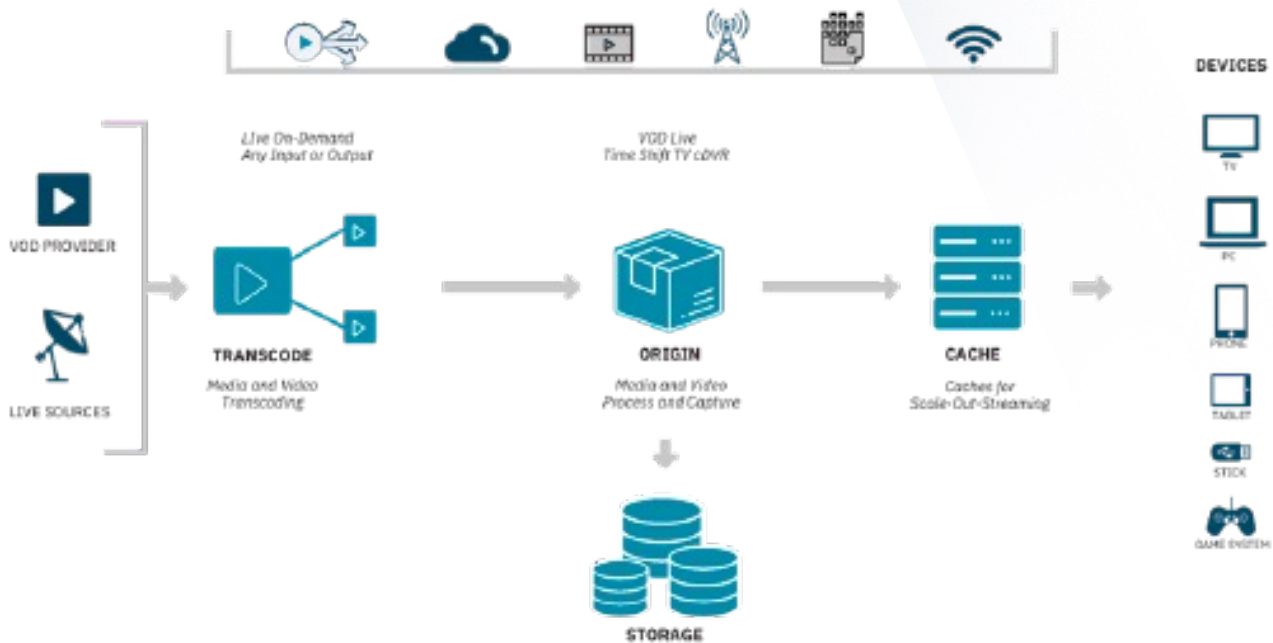 DEVICES
Live On-Demand
Any Input or Output
VOD Live
Time Shift TV cDVR
TV
VOD PROVIDER
PC
TRANSCODE
Media and Video
Transcoding
ORIGIN
Media and Video
Process and Capture
CACHE
Caches for
Scale-Out-Streaming
PHONE
LIVE SOURCES
TABLET
STICK
GAME SYSTEM
STORAGE